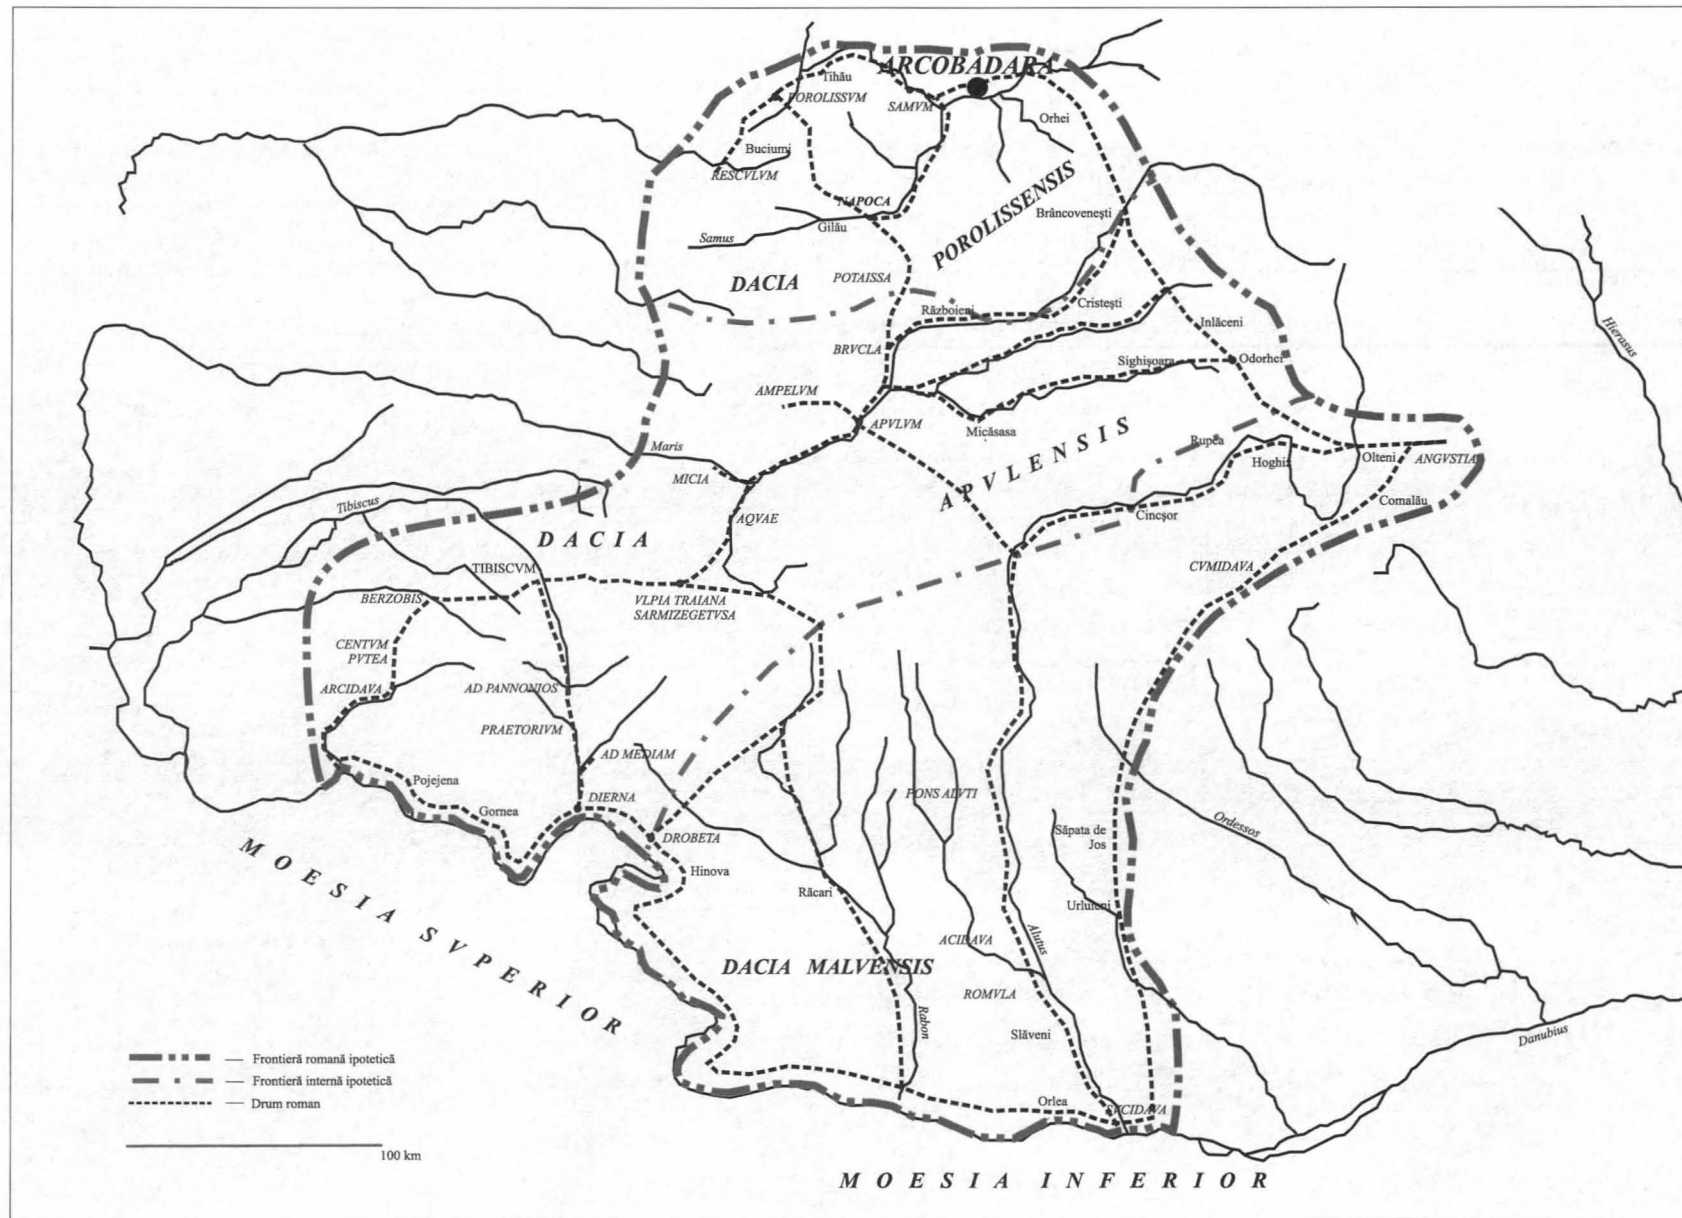 ARCOBADARA
Tihău
POROLISSVM
SAMVM
Orhei
Buciumi
RESCVLVM
NAPOCA
Gilău
Samus
POROLISSENSIS
Brâncovenești
DACIA
POTAISSA
Războieni
Cristești
Inlăceni
BRVCLA
Sighișoara
Odorhei
Hierasus
AMPELVM
APVLVM
Micăsasa
APVLENSIS
Rupea
Hoghiz
Olteni
ANGVSTIA
Maris
MICIA
Comalău
Tibiscus
AQVAE
Cincșor
DACIA
TIBISCVM
CVMIDAVA
BERZOBIS
VLPIA TRAIANA
SARMIZEGETVSA
CENTVM
PVTEA
ARCIDAVA
AD PANNONIOS
PRAETORIVM
AD MEDIAM
Pojejena
Gornea
DIERNA
PONS ALVTI
DROBETA
Săpata de
Jos
Ordessos
Hinova
Răcari
Urluieni
MOESIA SVPERIOR
ACIDAVA
Alutus
DACIA MALVENSIS
ROMVLA
Rabon
Slăveni
Danubius
Orlea
SVCIDAVA
— Frontieră romană ipotetică
— Frontieră internă ipotetică
— Drum roman
100 km
MOESIA INFERIOR